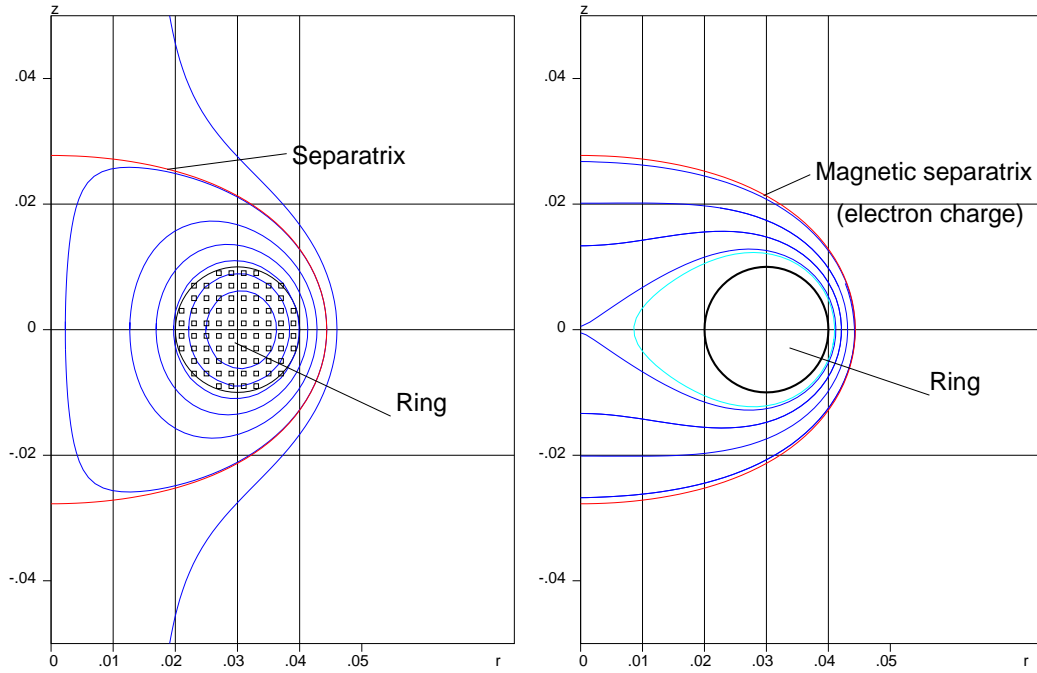 z
.04
.02
0
-.02
-.04
0
.01
.02
.03
.04
.05
r
Separatrix
Ring
z
.04
.02
0
-.02
-.04
0
.01
.02
.03
.04
.05
r
Magnetic separatrix
(electron charge)
Ring